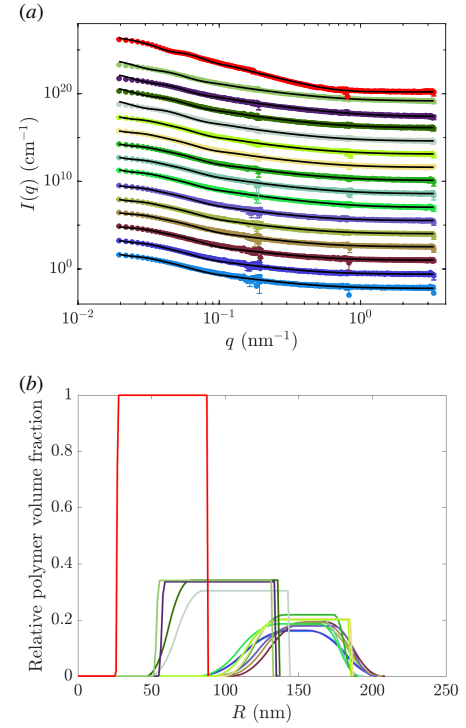 (a)
10^20
10^10
10^0
I(q) (cm^−1)
10^−2 10^−1 10^0
q (nm^−1)
(b)
1
0.8
0.6
0.4
0.2
0
Relative polymer volume fraction
0 50 100 150 200 250
R (nm)